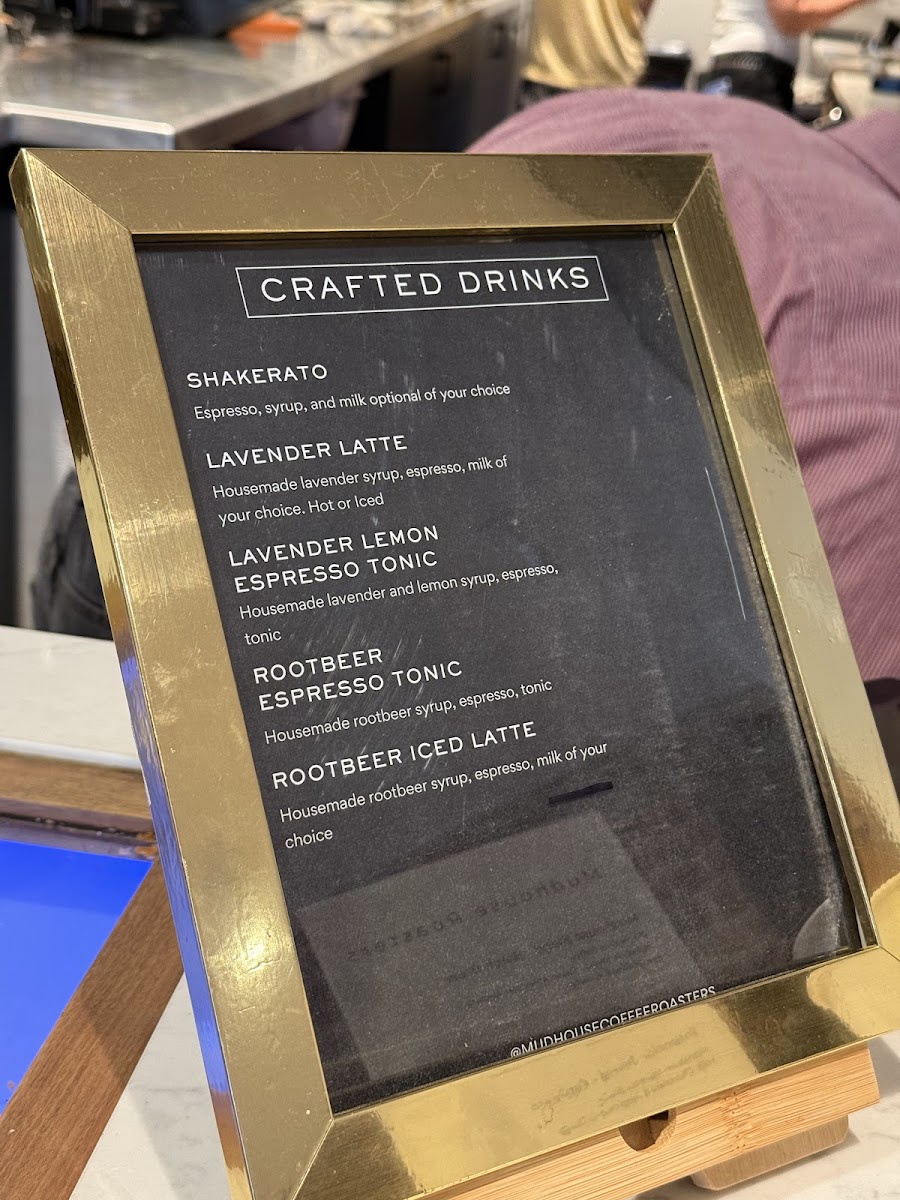 CRAFTED DRINKS
SHAKERATO
Espresso, syrup, and milk optional of your choice
LAVENDER LATTE
Housemade lavender syrup, espresso, milk of
your choice. Hot or Iced
LAVENDER LEMON
ESPRESSO TONIC
Housemade lavender and lemon syrup, espresso,
tonic
ROOTBEER
ESPRESSO TONIC
Housemade rootbeer syrup, espresso, tonic
ROOTBEER ICED LATTE
Housemade rootbeer syrup, espresso, milk of your
choice
Mudhouse Roasters
@MUDHOUSECOFFEEROASTERS